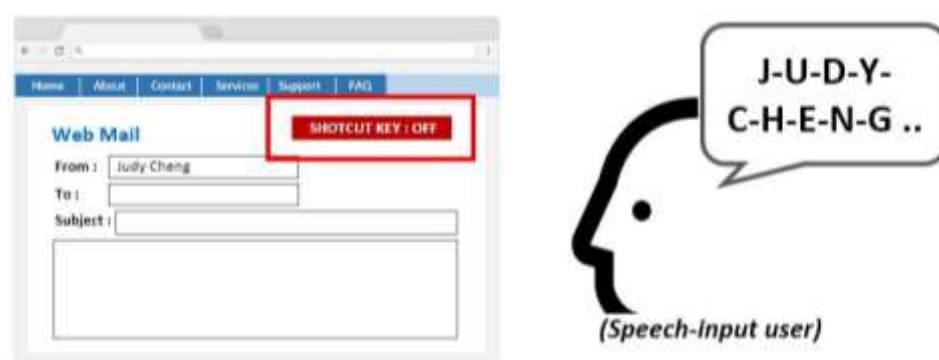 Home About Contact Services Support FAQ
SHOTCUT KEY : OFF
Web Mail
From : Judy Cheng
To :
Subject :
J-U-D-Y-
C-H-E-N-G ..
(Speech-input user)